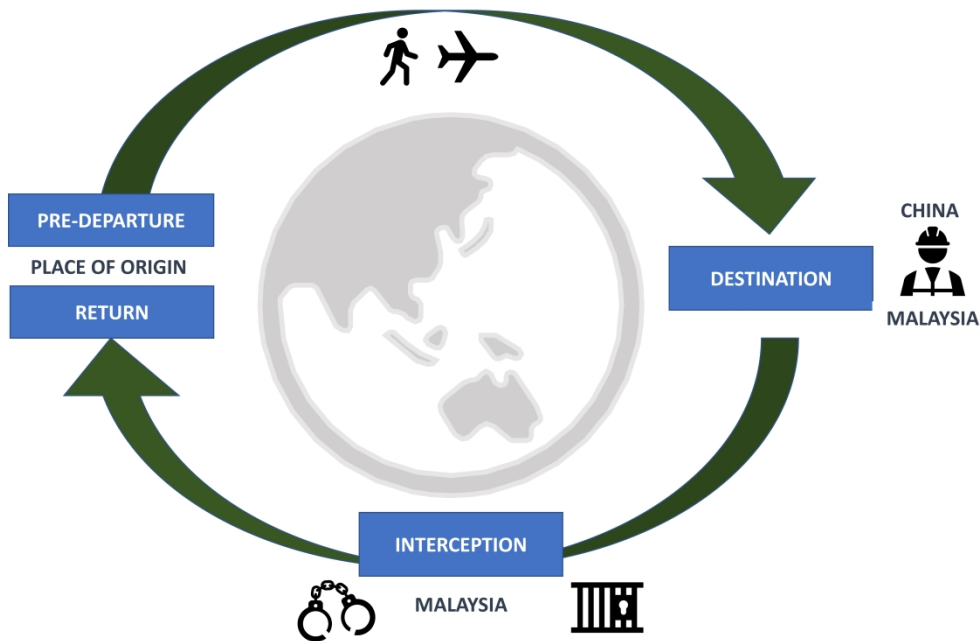 PRE-DEPARTURE
PLACE OF ORIGIN
RETURN
CHINA
DESTINATION
MALAYSIA
INTERCEPTION
MALAYSIA